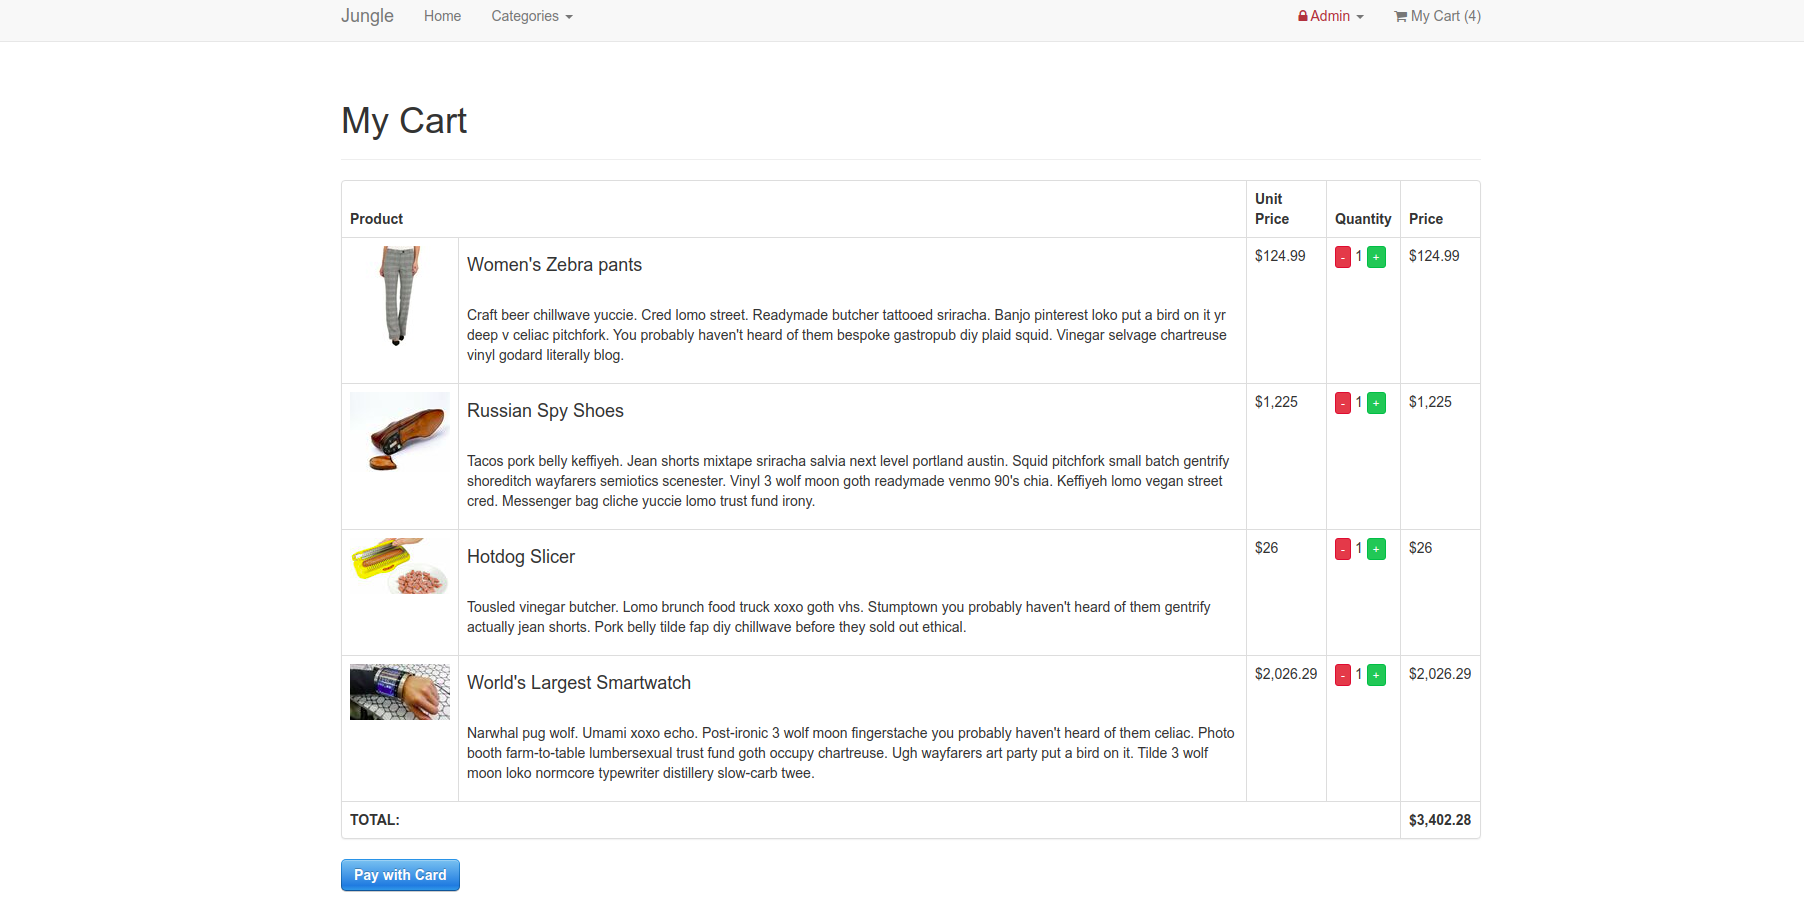 Jungle Home Categories Admin My Cart (4)
My Cart
Product Unit Price Quantity Price
Women's Zebra pants $124.99 - 1 + $124.99
Craft beer chillwave yuccie. Cred lomo street. Readymade butcher tattooed sriracha. Banjo pinterest loko put a bird on it yr
deep v celiac pitchfork. You probably haven't heard of them bespoke gastropub diy plaid squid. Vinegar selvage chartreuse
vinyl godard literally blog.
Russian Spy Shoes $1,225 - 1 + $1,225
Tacos pork belly keffiyeh. Jean shorts mixtape sriracha salvia next level portland austin. Squid pitchfork small batch gentrify
shoreditch wayfarers semiotics scenester. Vinyl 3 wolf moon goth readymade venmo 90's chia. Keffiyeh lomo vegan street
cred. Messenger bag cliche yuccie lomo trust fund irony.
Hotdog Slicer $26 - 1 + $26
Tousled vinegar butcher. Lomo brunch food truck xoxo goth vhs. Stumptown you probably haven't heard of them gentrify
actually jean shorts. Pork belly tilde fap diy chillwave before they sold out ethical.
World's Largest Smartwatch $2,026.29 - 1 + $2,026.29
Narwhal pug wolf. Umami xoxo echo. Post-ironic 3 wolf moon fingerstache you probably haven't heard of them celiac. Photo
booth farm-to-table lumbersexual trust fund goth occupy chartreuse. Ugh wayfarers art party put a bird on it. Tilde 3 wolf
moon loko normcore typewriter distillery slow-carb twee.
TOTAL: $3,402.28
Pay with Card